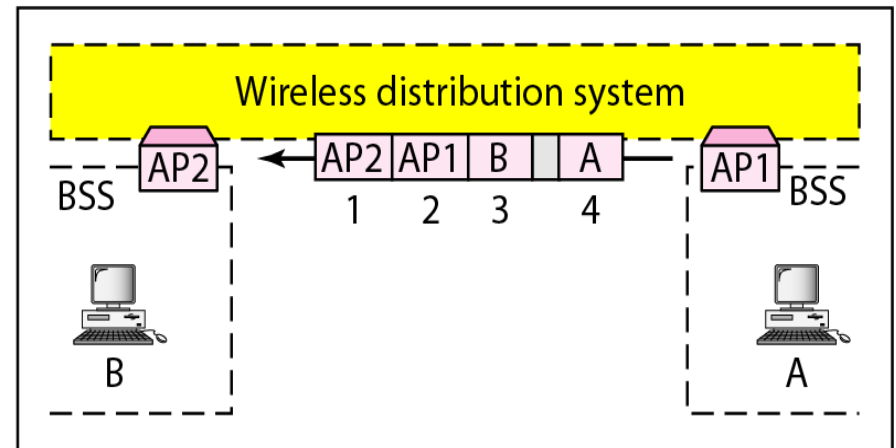 Wireless distribution system
AP2 AP2 AP1 B A AP1
BSS 1 2 3 4 BSS
B A